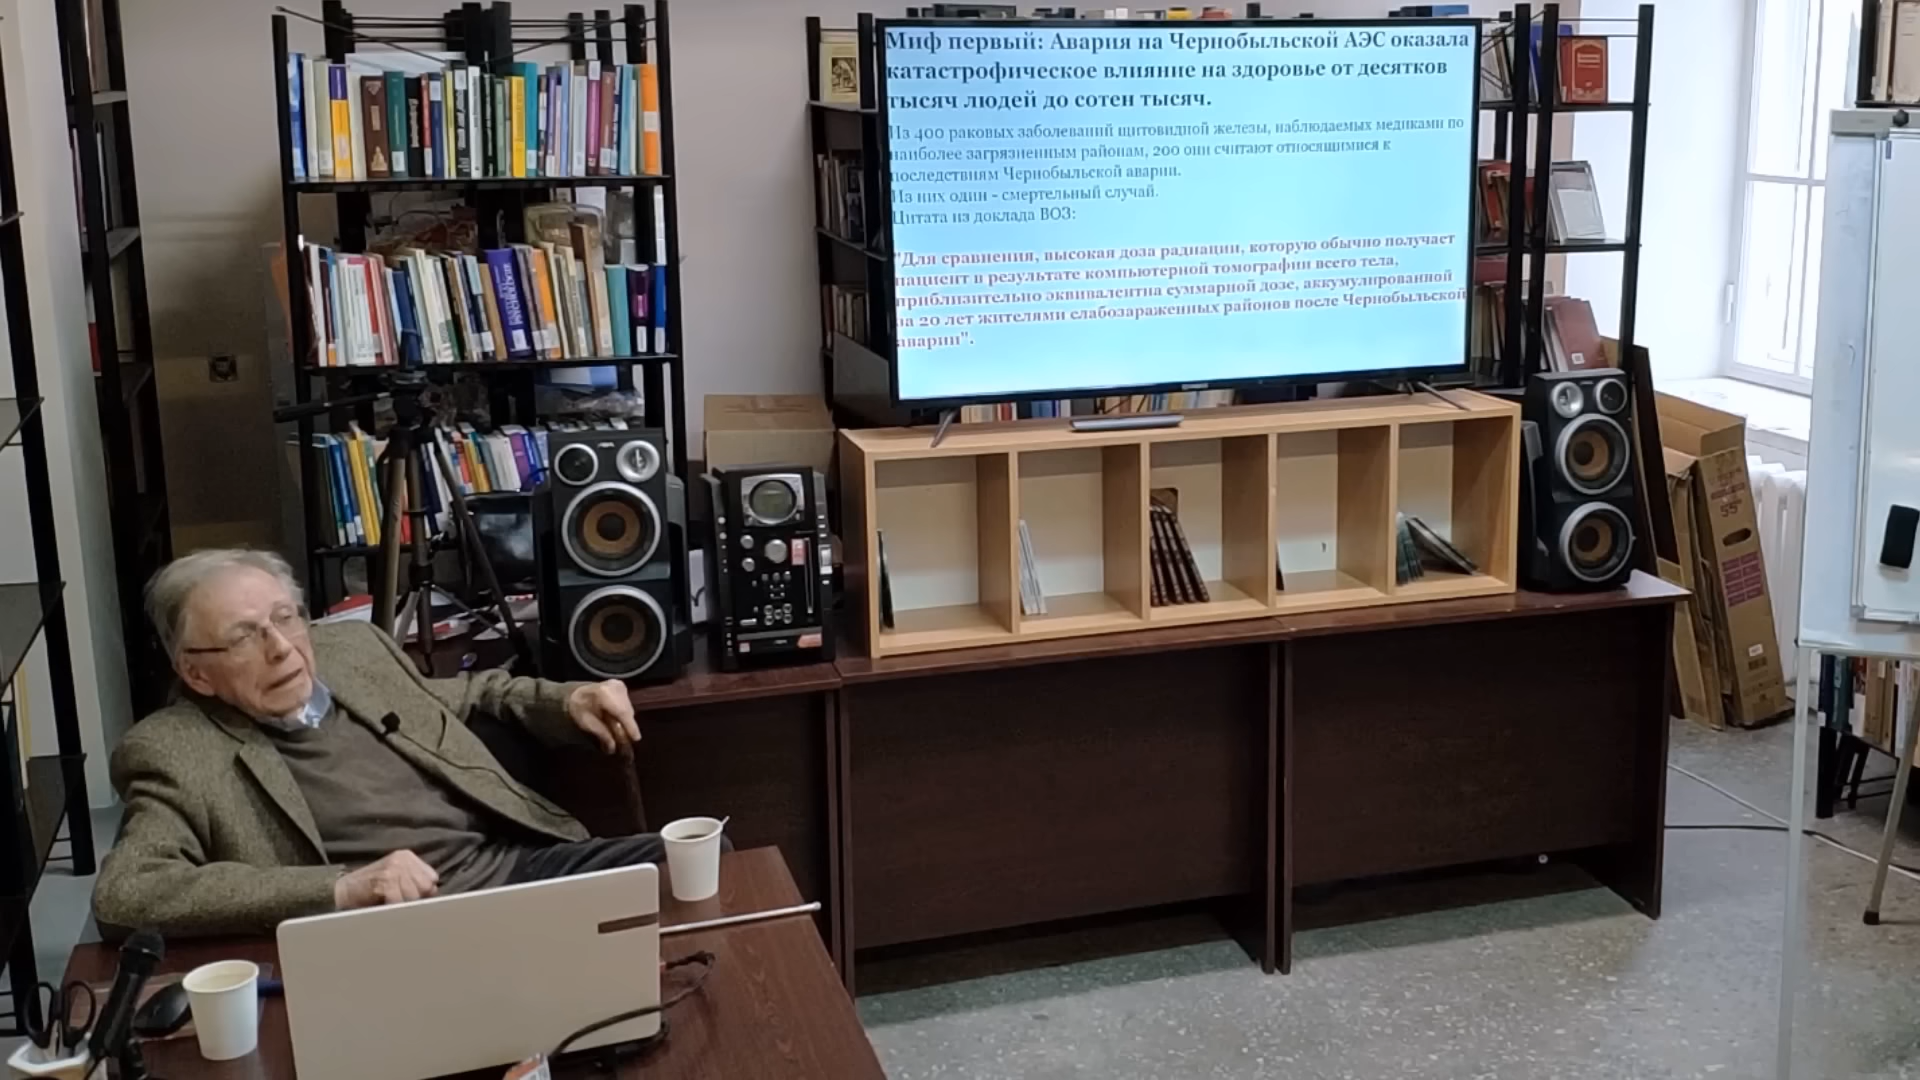 Миф первый: Авария на Чернобыльской АЭС оказала
катастрофическое влияние на здоровье от десятков
тысяч людей до сотен тысяч.
Из 400 раковых заболеваний щитовидной железы, наблюдаемых медиками по
наиболее загрязненным районам, 200 они считают относящимися к
последствиям Чернобыльской аварии.
Из них один - смертельный случай.
Цитата из доклада ВОЗ:
"Для сравнения, высокая доза радиации, которую обычно получает
пациент в результате компьютерной томографии всего тела,
приблизительно эквивалентна суммарной дозе, аккумулированной
за 20 лет жителями слабозараженных районов после Чернобыльской
аварии".